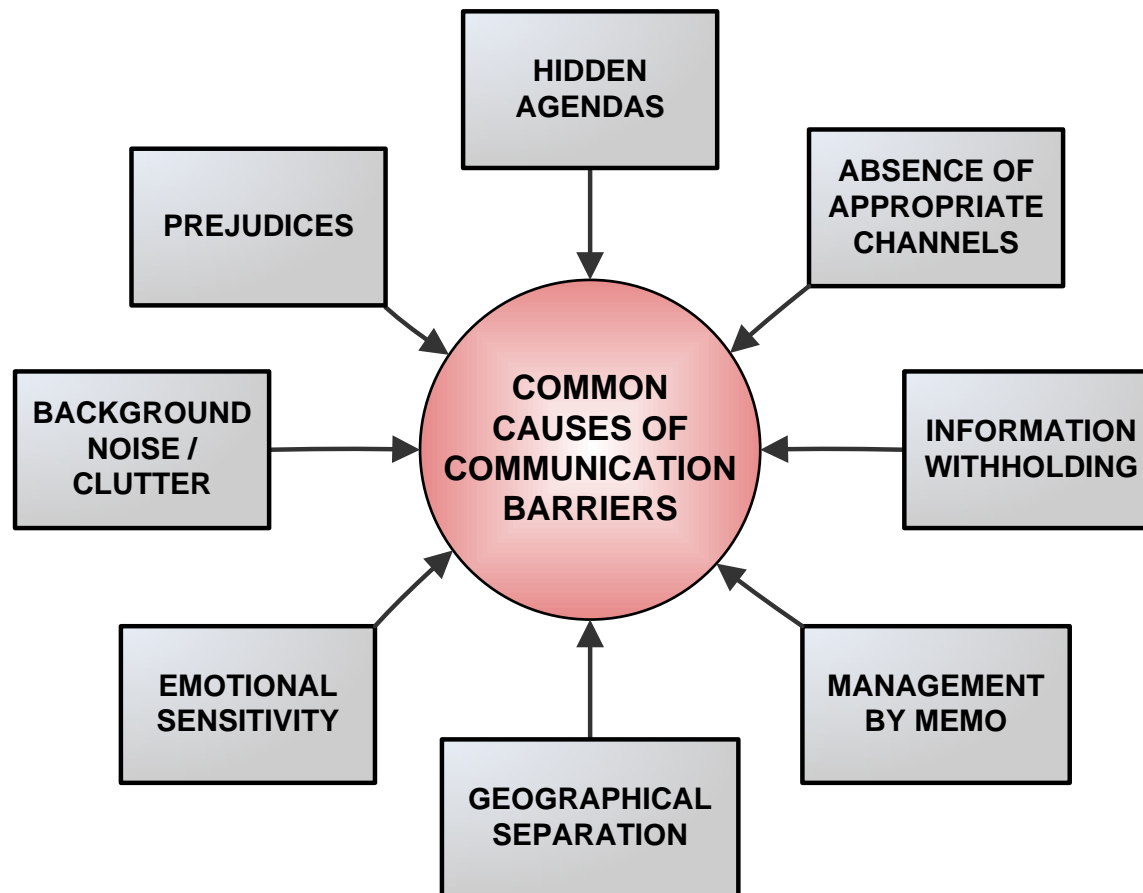 HIDDEN
AGENDAS
ABSENCE OF
APPROPRIATE
CHANNELS
PREJUDICES
COMMON
CAUSES OF
COMMUNICATION
BARRIERS
BACKGROUND
NOISE /
CLUTTER
INFORMATION
WITHHOLDING
EMOTIONAL
SENSITIVITY
MANAGEMENT
BY MEMO
GEOGRAPHICAL
SEPARATION